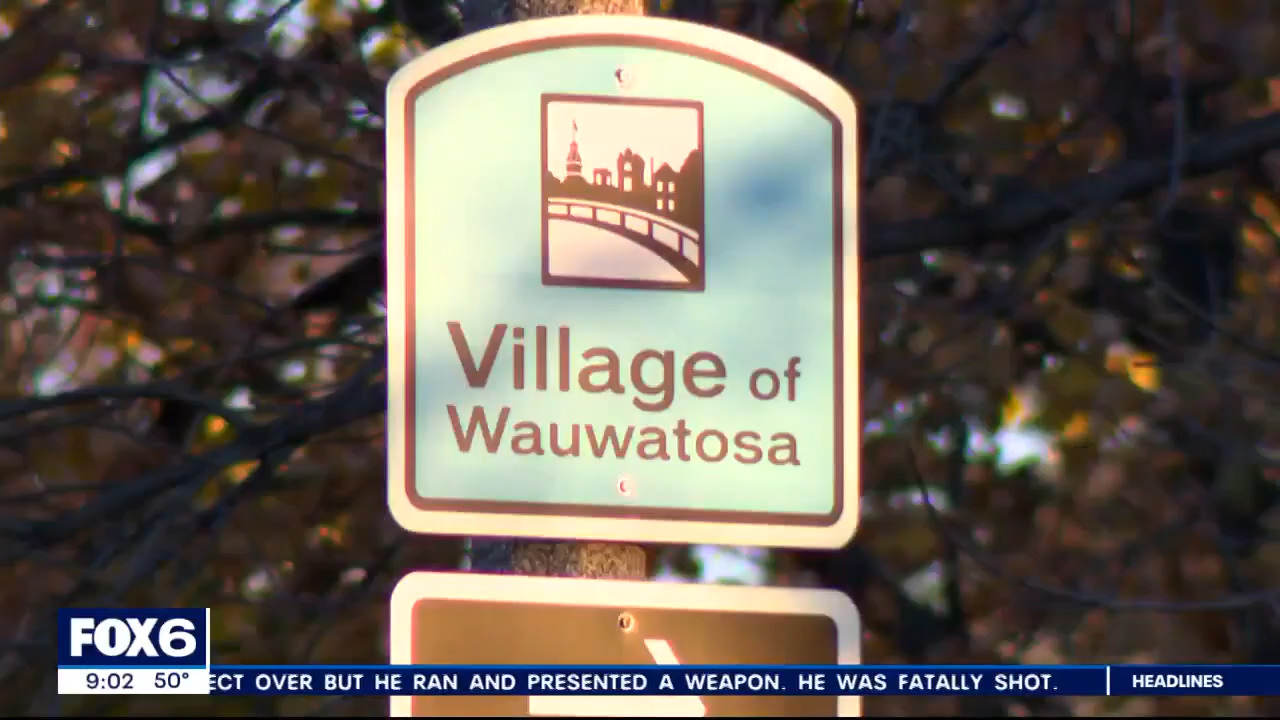 Village of
Wauwatosa
FOX6
9:02 50°
ECT OVER BUT HE RAN AND PRESENTED A WEAPON. HE WAS FATALLY SHOT.
HEADLINES